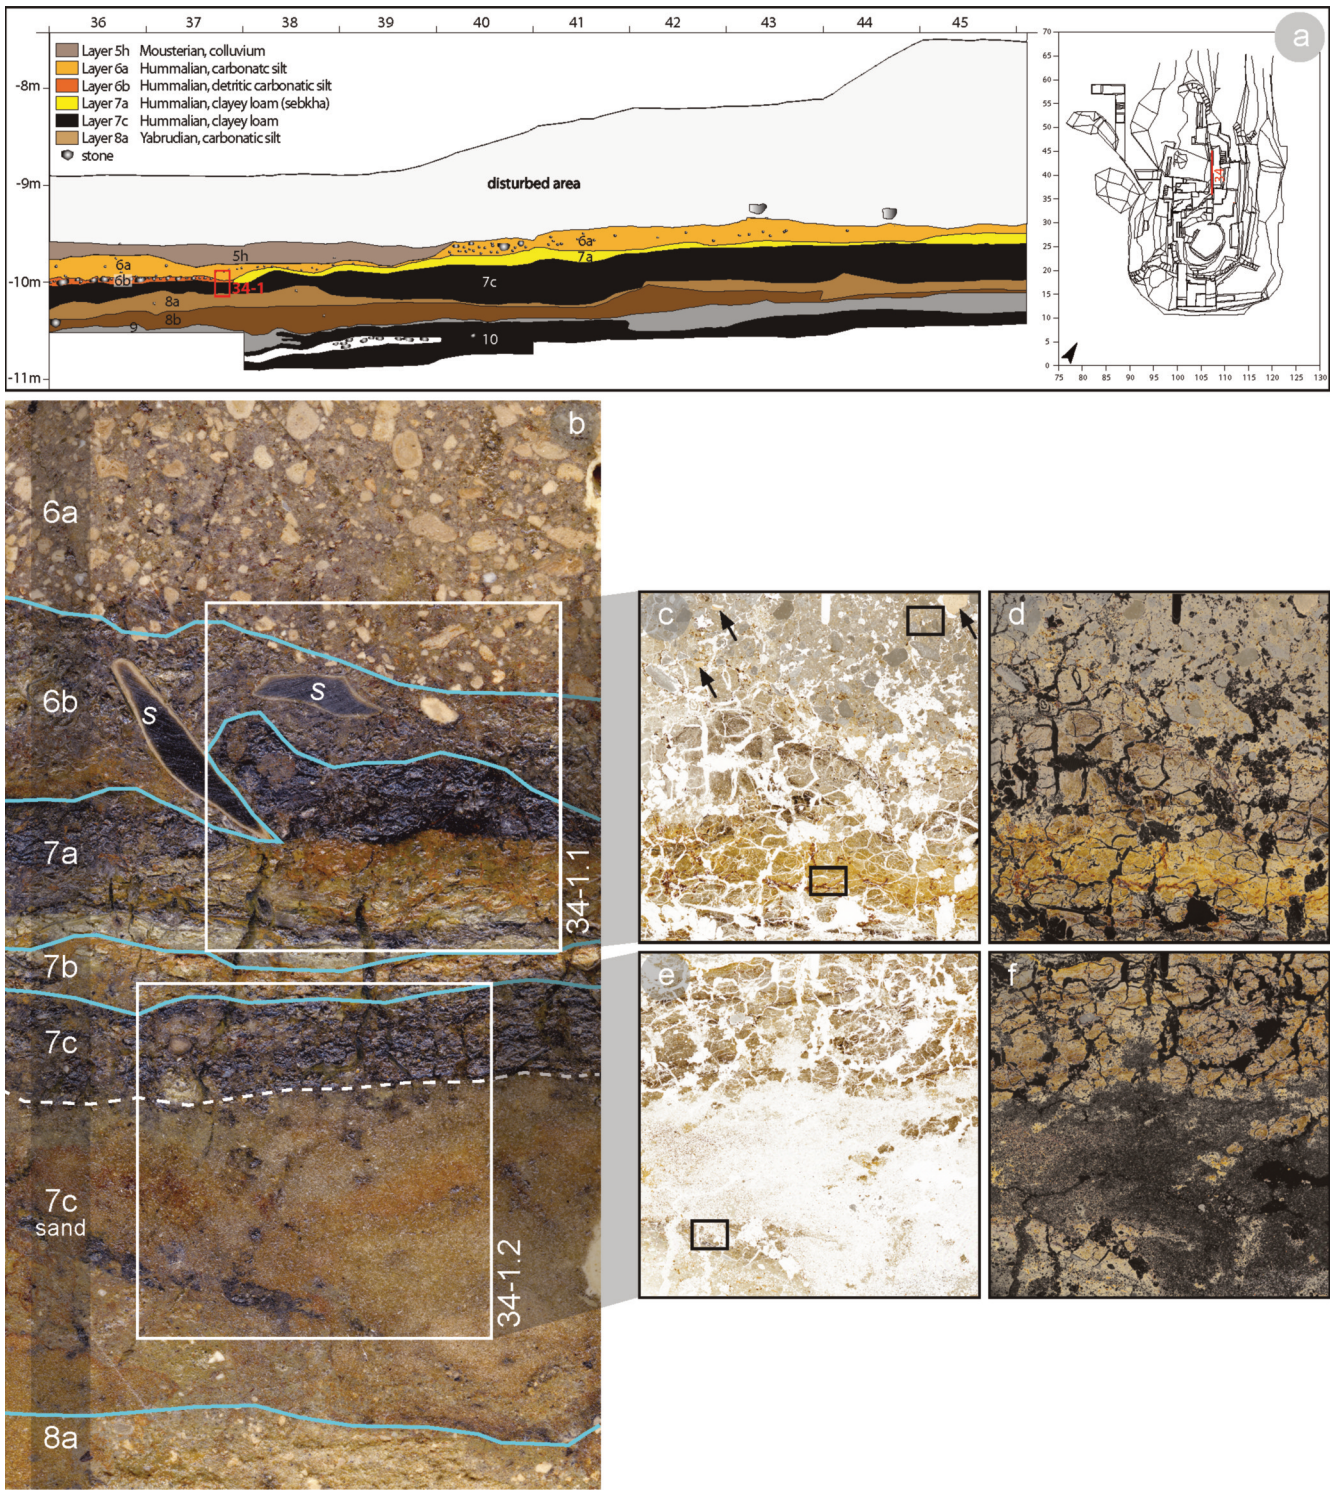 36 37 38 40 41 42 43 44 45
a
Layer 5h Mousterian, colluvium
Layer 6a Hummalian, carbonatc silt
Layer 6b Hummalian, detritic carbonatic silt
Layer 7a Hummalian, clayey loam (sebkha)
Layer 7c Hummalian, clayey loam
Layer 8a Yabrudian, carbonatic silt
stone
-8m
-9m
-10m
-11m
disturbed area
5h
6a
6a
7a
6b
34-1
7c
8a
8b
9
10
70
65
60
55
50
45
40
35
30
25
20
15
10
5
0
34
75 80 85 90 95 100 105 110 115 120 125 130
b
6a
6b
s
s
7a
34-1.1
7b
7c
7c
sand
34-1.2
8a
c
d
e
f